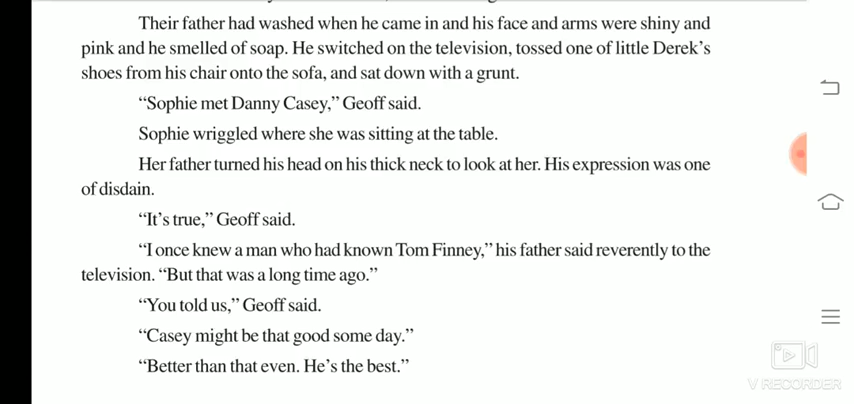 Their father had washed when he came in and his face and arms were shiny and
pink and he smelled of soap. He switched on the television, tossed one of little Derek’s
shoes from his chair onto the sofa, and sat down with a grunt.
“Sophie met Danny Casey,” Geoff said.
Sophie wriggled where she was sitting at the table.
Her father turned his head on his thick neck to look at her. His expression was one
of disdain.
“It’s true,” Geoff said.
“I once knew a man who had known Tom Finney,” his father said reverently to the
television. “But that was a long time ago.”
“You told us,” Geoff said.
“Casey might be that good some day.”
“Better than that even. He’s the best.”
V RECORDER